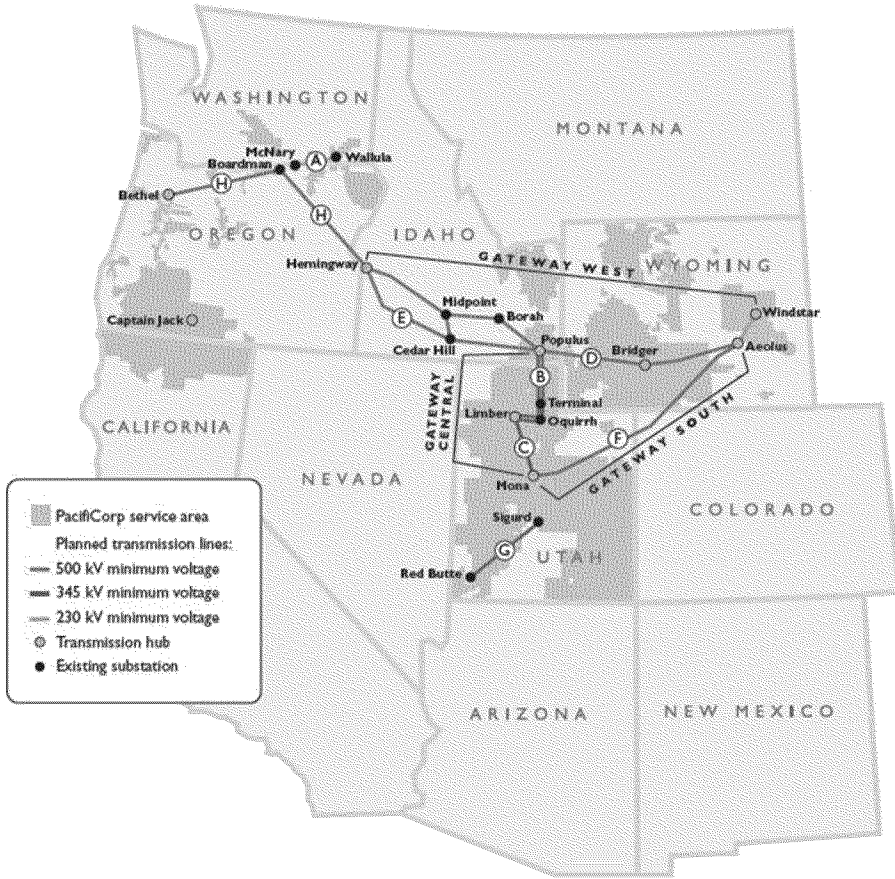 WASHINGTON
MONTANA
McNary
A
Wallula
Boardman
H
Bethel
H
OREGON
IDAHO
Hemingway
GATEWAY WEST
WYOMING
Midpoint
Windstar
Captain Jack
E
Borah
Populus
Cedar Hill
D
Bridger
Aeolus
B
GATEWAY
CENTRAL
Terminal
Limber
Oquirrh
CALIFORNIA
C
F
GATEWAY SOUTH
NEVADA
Mona
COLORADO
Sigurd
G
UTAH
Red Butte
PacifiCorp service area
Planned transmission lines:
500 kV minimum voltage
345 kV minimum voltage
230 kV minimum voltage
Transmission hub
Existing substation
ARIZONA
NEW MEXICO